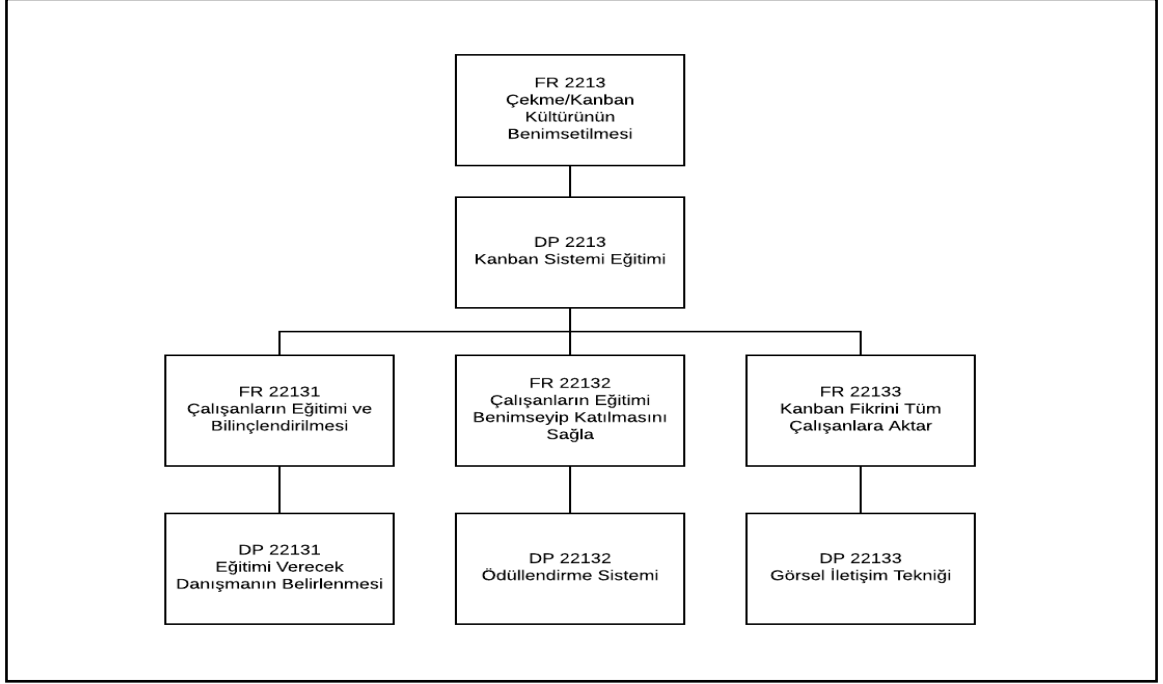 FR 2213
Çekme/Kanban
Kültürünün
Benimsetilmesi
DP 2213
Kanban Sistemi Eğitimi
FR 22131
Çalışanların Eğitimi ve
Bilinçlendirilmesi
FR 22132
Çalışanların Eğitimi
Benimseyip Katılmasını
Sağla
FR 22133
Kanban Fikrini Tüm
Çalışanlara Aktar
DP 22131
Eğitimi Verecek
Danışmanın Belirlenmesi
DP 22132
Ödüllendirme Sistemi
DP 22133
Görsel İletişim Tekniği